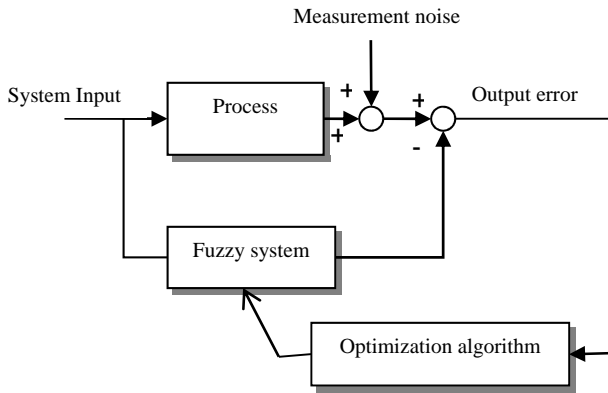 Measurement noise
System Input
Process
+
+
+
-
Output error
Fuzzy system
Optimization algorithm